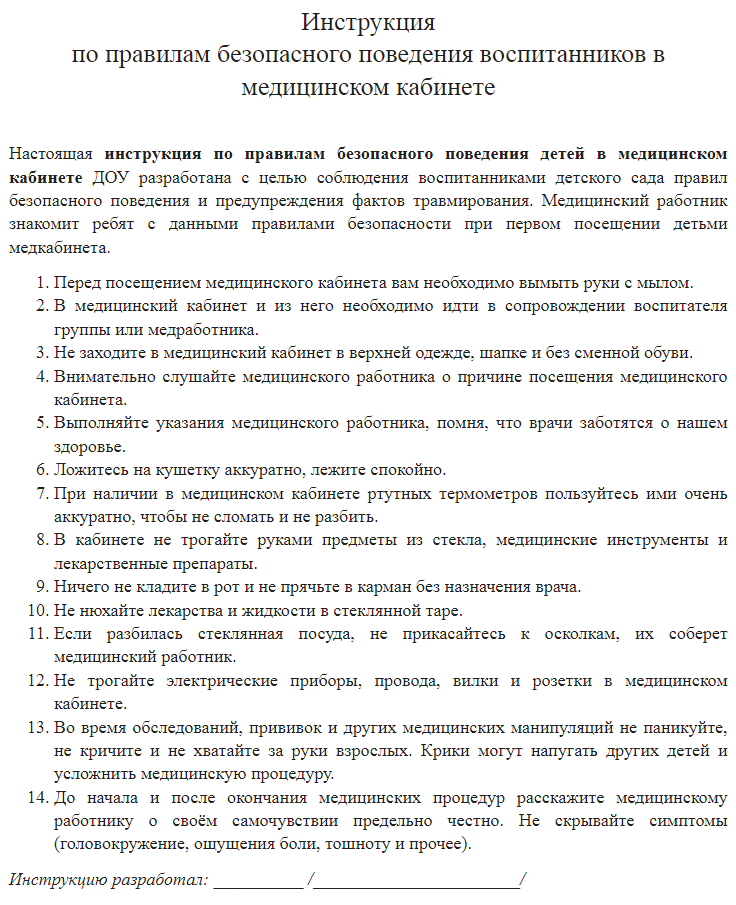 Инструкция
по правилам безопасного поведения воспитанников в
медицинском кабинете
Настоящая инструкция по правилам безопасного поведения детей в медицинском
кабинете ДОУ разработана с целью соблюдения воспитанниками детского сада правил
безопасного поведения и предупреждения фактов травмирования. Медицинский работник
знакомит ребят с данными правилами безопасности при первом посещении детьми
медкабинета.
1. Перед посещением медицинского кабинета вам необходимо вымыть руки с мылом.
2. В медицинский кабинет и из него необходимо идти в сопровождении воспитателя
группы или медработника.
3. Не заходите в медицинский кабинет в верхней одежде, шапке и без сменной обуви.
4. Внимательно слушайте медицинского работника о причине посещения медицинского
кабинета.
5. Выполняйте указания медицинского работника, помня, что врачи заботятся о нашем
здоровье.
6. Ложитесь на кушетку аккуратно, лежите спокойно.
7. При наличии в медицинском кабинете ртутных термометров пользуйтесь ими очень
аккуратно, чтобы не сломать и не разбить.
8. В кабинете не трогайте руками предметы из стекла, медицинские инструменты и
лекарственные препараты.
9. Ничего не кладите в рот и не прячьте в карман без назначения врача.
10. Не нюхайте лекарства и жидкости в стеклянной таре.
11. Если разбилась стеклянная посуда, не прикасайтесь к осколкам, их соберет
медицинский работник.
12. Не трогайте электрические приборы, провода, вилки и розетки в медицинском
кабинете.
13. Во время обследований, прививок и других медицинских манипуляций не паникуйте,
не кричите и не хватайте за руки взрослых. Крики могут напугать других детей и
усложнить медицинскую процедуру.
14. До начала и после окончания медицинских процедур расскажите медицинскому
работнику о своём самочувствии предельно честно. Не скрывайте симптомы
(головокружение, ощущения боли, тошноту и прочее).
Инструкцию разработал: __________ /_______________________/